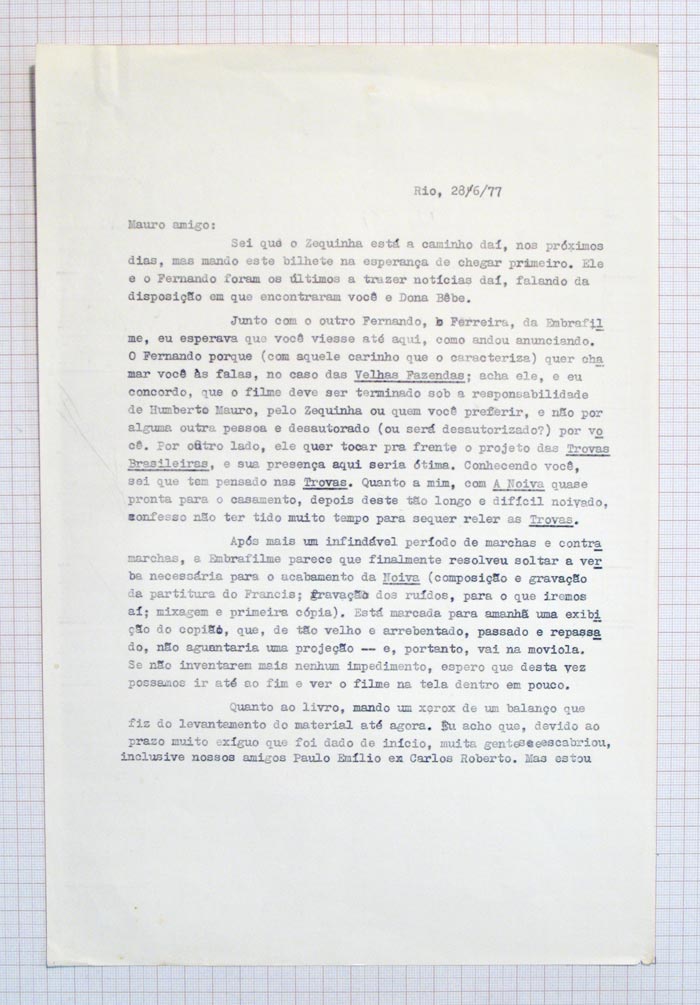 Rio, 28/6/77
Mauro amigo:
Sei que o Zequinha está a caminho daí, nos próximos
dias, mas mando este bilhete na esperança de chegar primeiro. Ele
e o Fernando foram os últimos a trazer notícias daí, falando da
disposição em que encontraram você e Dona Bêbe.
Junto com o outro Fernando, o Ferreira, da Embrafil
me, eu esperava que você viesse até aqui, como andou anunciando.
O Fernando porque (com aquele carinho que o caracteriza) quer cha
mar você às falas, no caso das Velhas Fazendas; acha ele, e eu
concordo, que o filme deve ser terminado sob a responsabilidade
de Humberto Mauro, pelo Zequinha ou quem você preferir, e não por
alguma outra pessoa e desautorado (ou será desautorizado?) por vo
cê. Por outro lado, ele quer tocar pra frente o projeto das Trovas
Brasileiras, e sua presença aqui seria ótima. Conhecendo você,
sei que tem pensado nas Trovas. Quanto a mim, com A Noiva quase
pronta para o casamento, depois deste tão longo e difícil noivado,
confesso não ter tido muito tempo para sequer reler as Trovas.
Após mais um infindável período de marchas e contra
marchas, a Embrafilme parece que finalmente resolveu soltar a ver
ba necessária para o acabamento da Noiva (composição e gravação
da partitura do Francis; gravação dos ruídos, para o que iremos
aí; mixagem e primeira cópia). Está marcada para amanhã uma exibi
ção do copião, que, de tão velho e arrebentado, passado e repassa
do, não aguentaria uma projeção -- e, portanto, vai na moviola.
Se não inventarem mais nenhum impedimento, espero que desta vez
possamos ir até ao fim e ver o filme na tela dentro em pouco.
Quanto ao livro, mando um xerox de um balanço que
fiz do levantamento do material até agora. Eu acho que, devido ao
prazo muito exíguo que foi dado de início, muita gente se escabriou,
inclusive nossos amigos Paulo Emílio ex Carlos Roberto. Mas estou